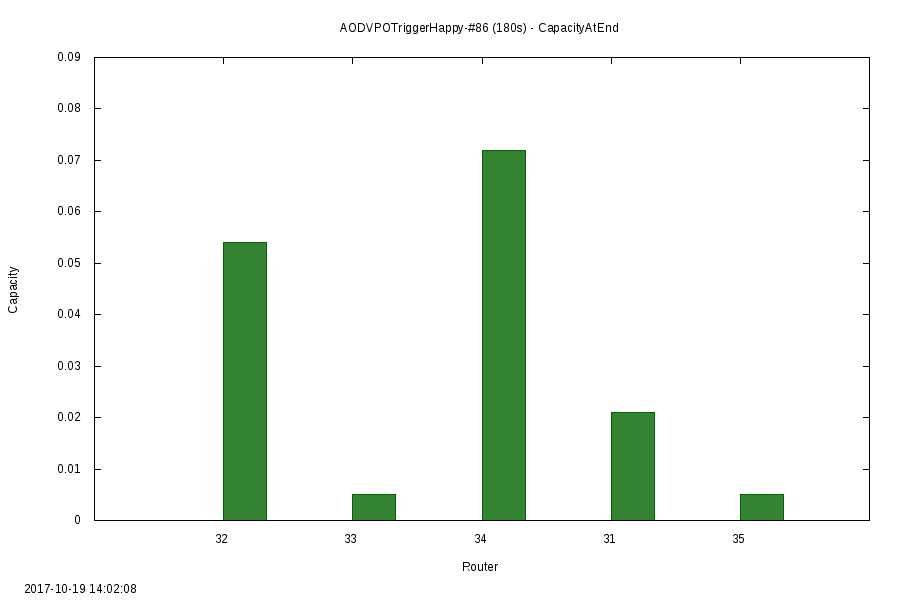 AODVPOTriggerHappy-#86 (180s) - CapacityAtEnd
0.09
0.08
0.07
0.06
0.05
0.04
0.03
0.02
0.01
0
Capacity
32 33 34 31 35
Router
2017-10-19 14:02:08